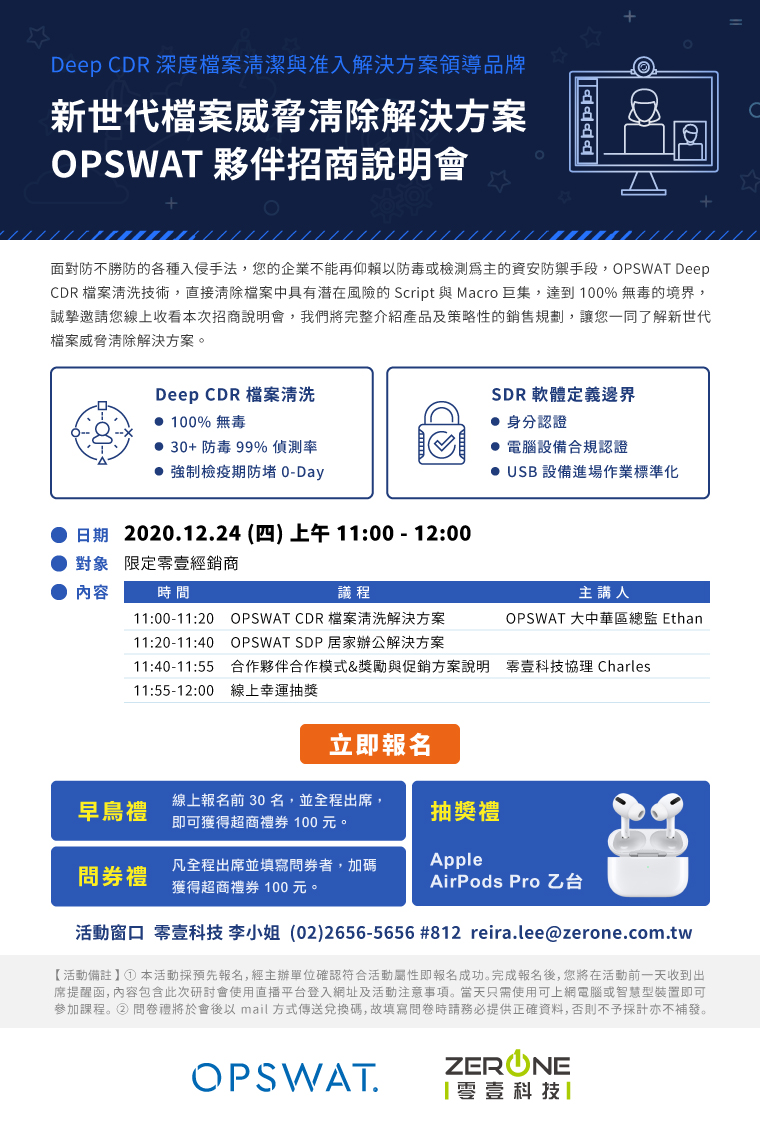 Deep CDR 深度檔案清潔與准入解決方案領導品牌
新世代檔案威脅清除解決方案
OPSWAT 夥伴招商說明會
面對防不勝防的各種入侵手法，您的企業不能再仰賴以防毒或檢測為主的資安防禦手段，OPSWAT Deep
CDR 檔案清洗技術，直接清除檔案中具有潛在風險的 Script 與 Macro 巨集，達到 100% 無毒的境界，
誠摯邀請您線上收看本次招商說明會，我們將完整介紹產品及策略性的銷售規劃，讓您一同了解新世代
檔案威脅清除解決方案。
Deep CDR 檔案清洗
● 100% 無毒
● 30+ 防毒 99% 偵測率
● 強制檢疫期防堵 0-Day
SDR 軟體定義邊界
● 身分認證
● 電腦設備合規認證
● USB 設備進場作業標準化
● 日期 2020.12.24 (四) 上午 11:00 - 12:00
● 對象 限定零壹經銷商
● 內容 時間 議程 主講人
11:00-11:20 OPSWAT CDR 檔案清洗解決方案 OPSWAT 大中華區總監 Ethan
11:20-11:40 OPSWAT SDP 居家辦公解決方案
11:40-11:55 合作夥伴合作模式&獎勵與促銷方案說明 零壹科技協理 Charles
11:55-12:00 線上幸運抽獎
立即報名
早鳥禮
線上報名前 30 名，並全程出席，
即可獲得超商禮券 100 元。
問券禮
凡全程出席並填寫問券者，加碼
獲得超商禮券 100 元。
抽獎禮
Apple
AirPods Pro 乙台
活動窗口 零壹科技 李小姐 (02)2656-5656 #812 reira.lee@zerone.com.tw
【活動備註】① 本活動採預先報名，經主辦單位確認符合活動屬性即報名成功。完成報名後，您將在活動前一天收到出
席提醒函，內容包含此次研討會使用直播平台登入網址及活動注意事項。當天只需使用可上網電腦或智慧型裝置即可
參加課程。② 問卷禮將於會後以 mail 方式傳送兌換碼，故填寫問卷時請務必提供正確資料，否則不予採計亦不補發。
OPSWAT.
ZERONE
零壹科技